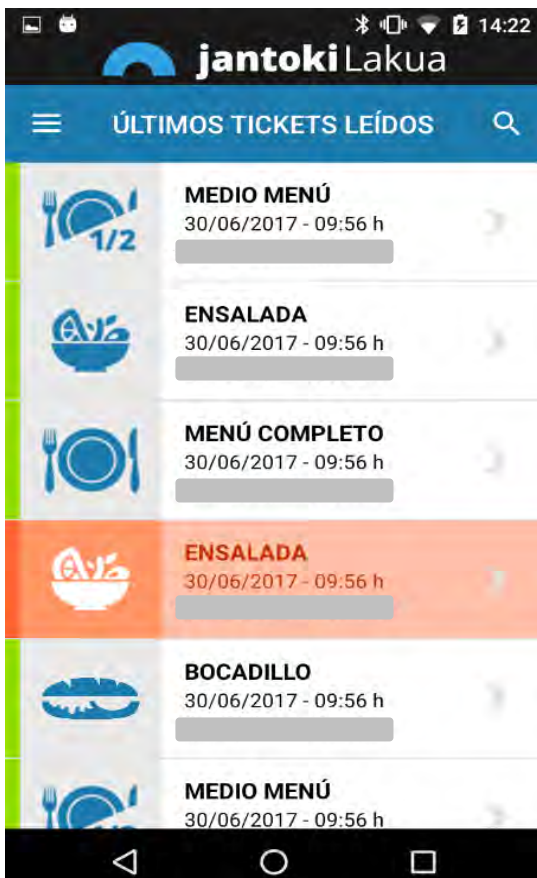 14:22
jantoki Lakua
ÚLTIMOS TICKETS LEÍDOS
MEDIO MENÚ
1/2
30/06/2017 - 09:56 h
ENSALADA
30/06/2017 - 09:56 h
MENÚ COMPLETO
30/06/2017 - 09:56 h
ENSALADA
30/06/2017 - 09:56 h
BOCADILLO
30/06/2017 - 09:56 h
MEDIO MENÚ
30/06/2017 - 09:56 h